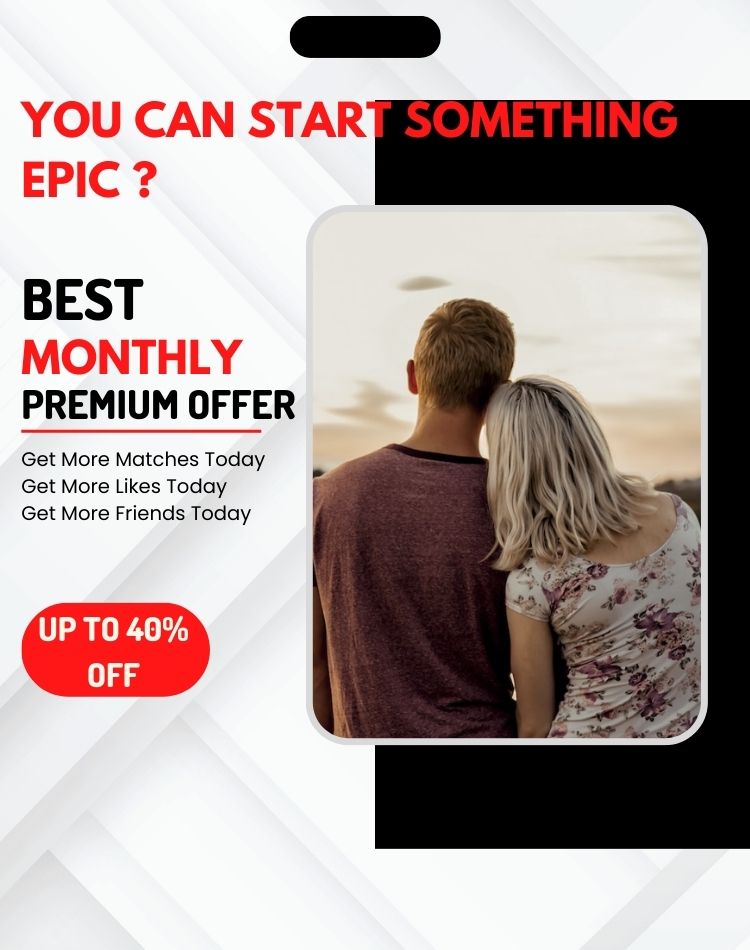 YOU CAN START SOMETHING
EPIC ?
BEST
MONTHLY
PREMIUM OFFER
Get More Matches Today
Get More Likes Today
Get More Friends Today
UP TO 40%
OFF